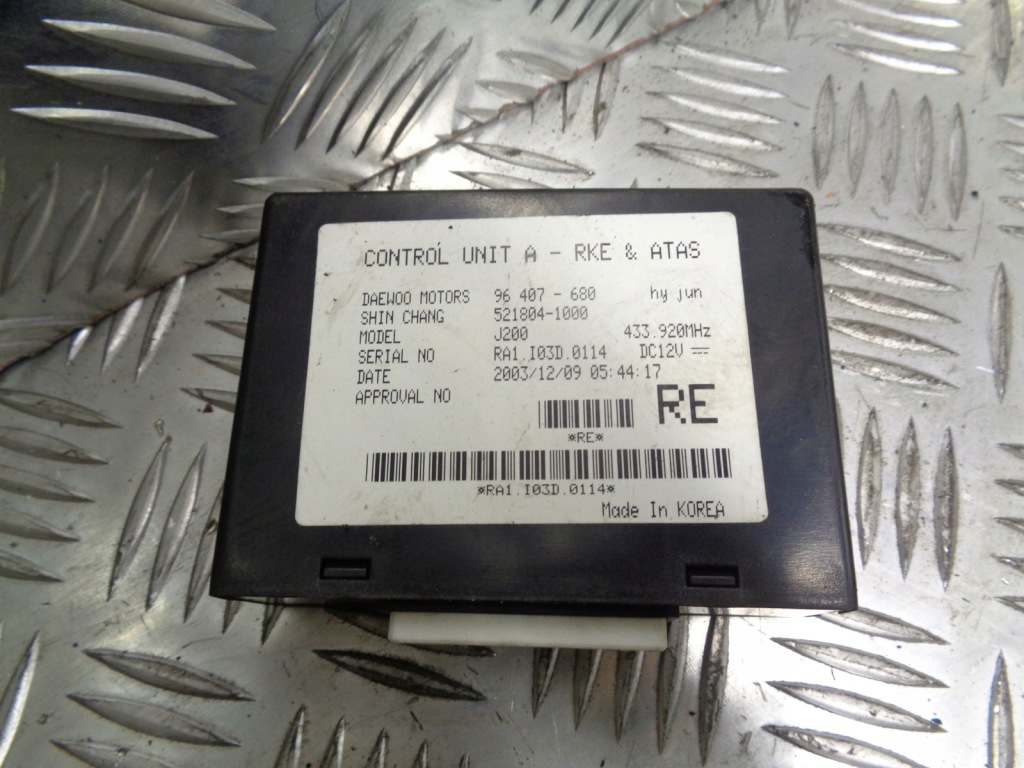 CONTROL UNIT A - RKE & ATAS
DAEWOO MOTORS 96 407 - 680 hy jun
SHIN CHANG 521804-1000
MODEL J200 433.920MHz
SERIAL NO RA1.I03D.0114 DC12V ⎓
DATE 2003/12/09 05:44:17
APPROVAL NO
RE
*RE*
*RA1.I03D.0114*
Made In KOREA